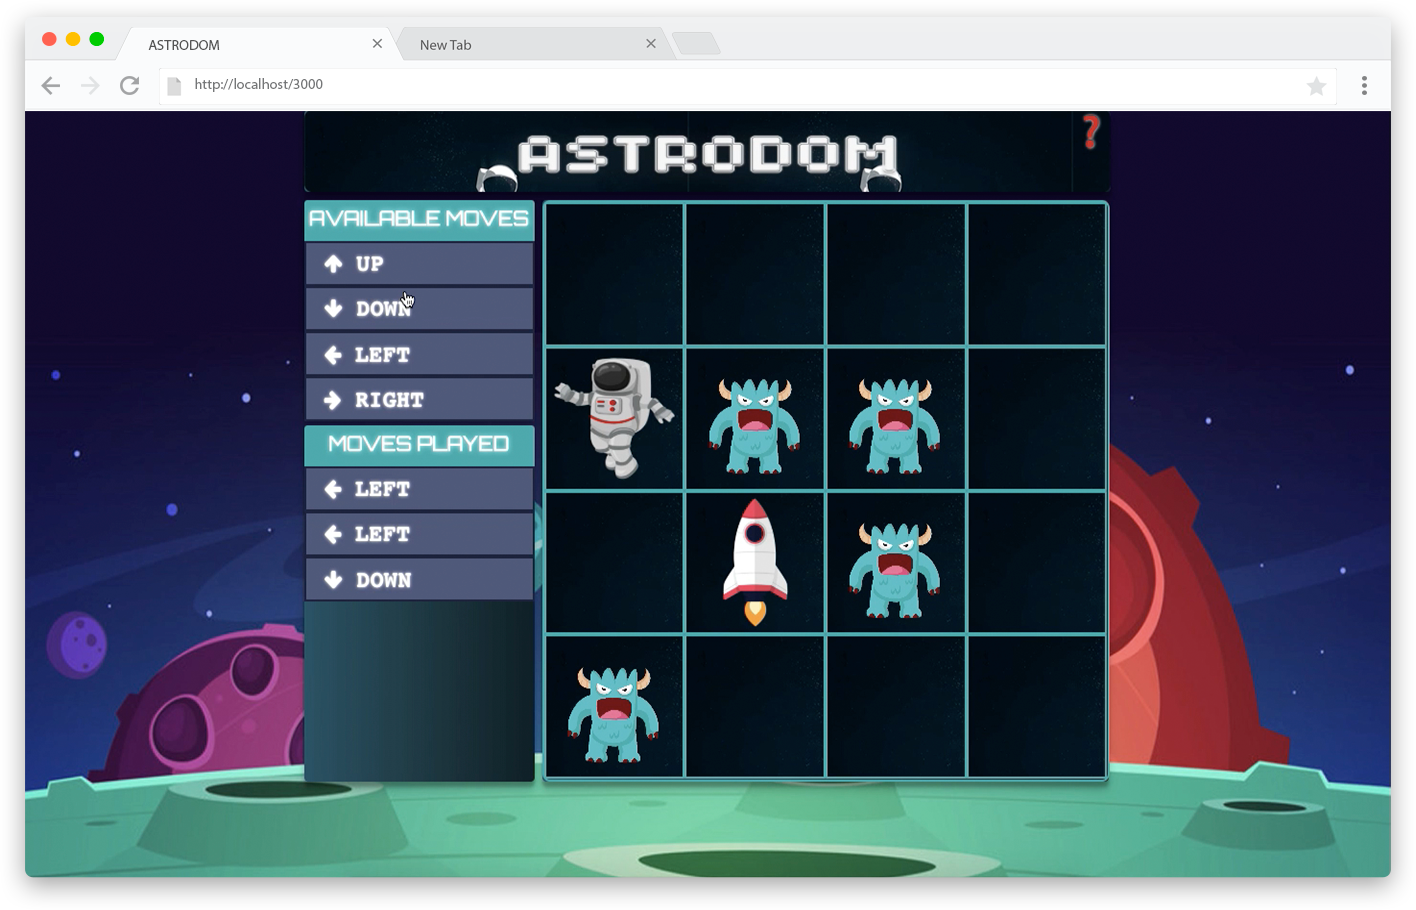 ASTRODOM
New Tab
http://localhost/3000
ASTRODOM
?
AVAILABLE MOVES
UP
DOWN
LEFT
RIGHT
MOVES PLAYED
LEFT
LEFT
DOWN